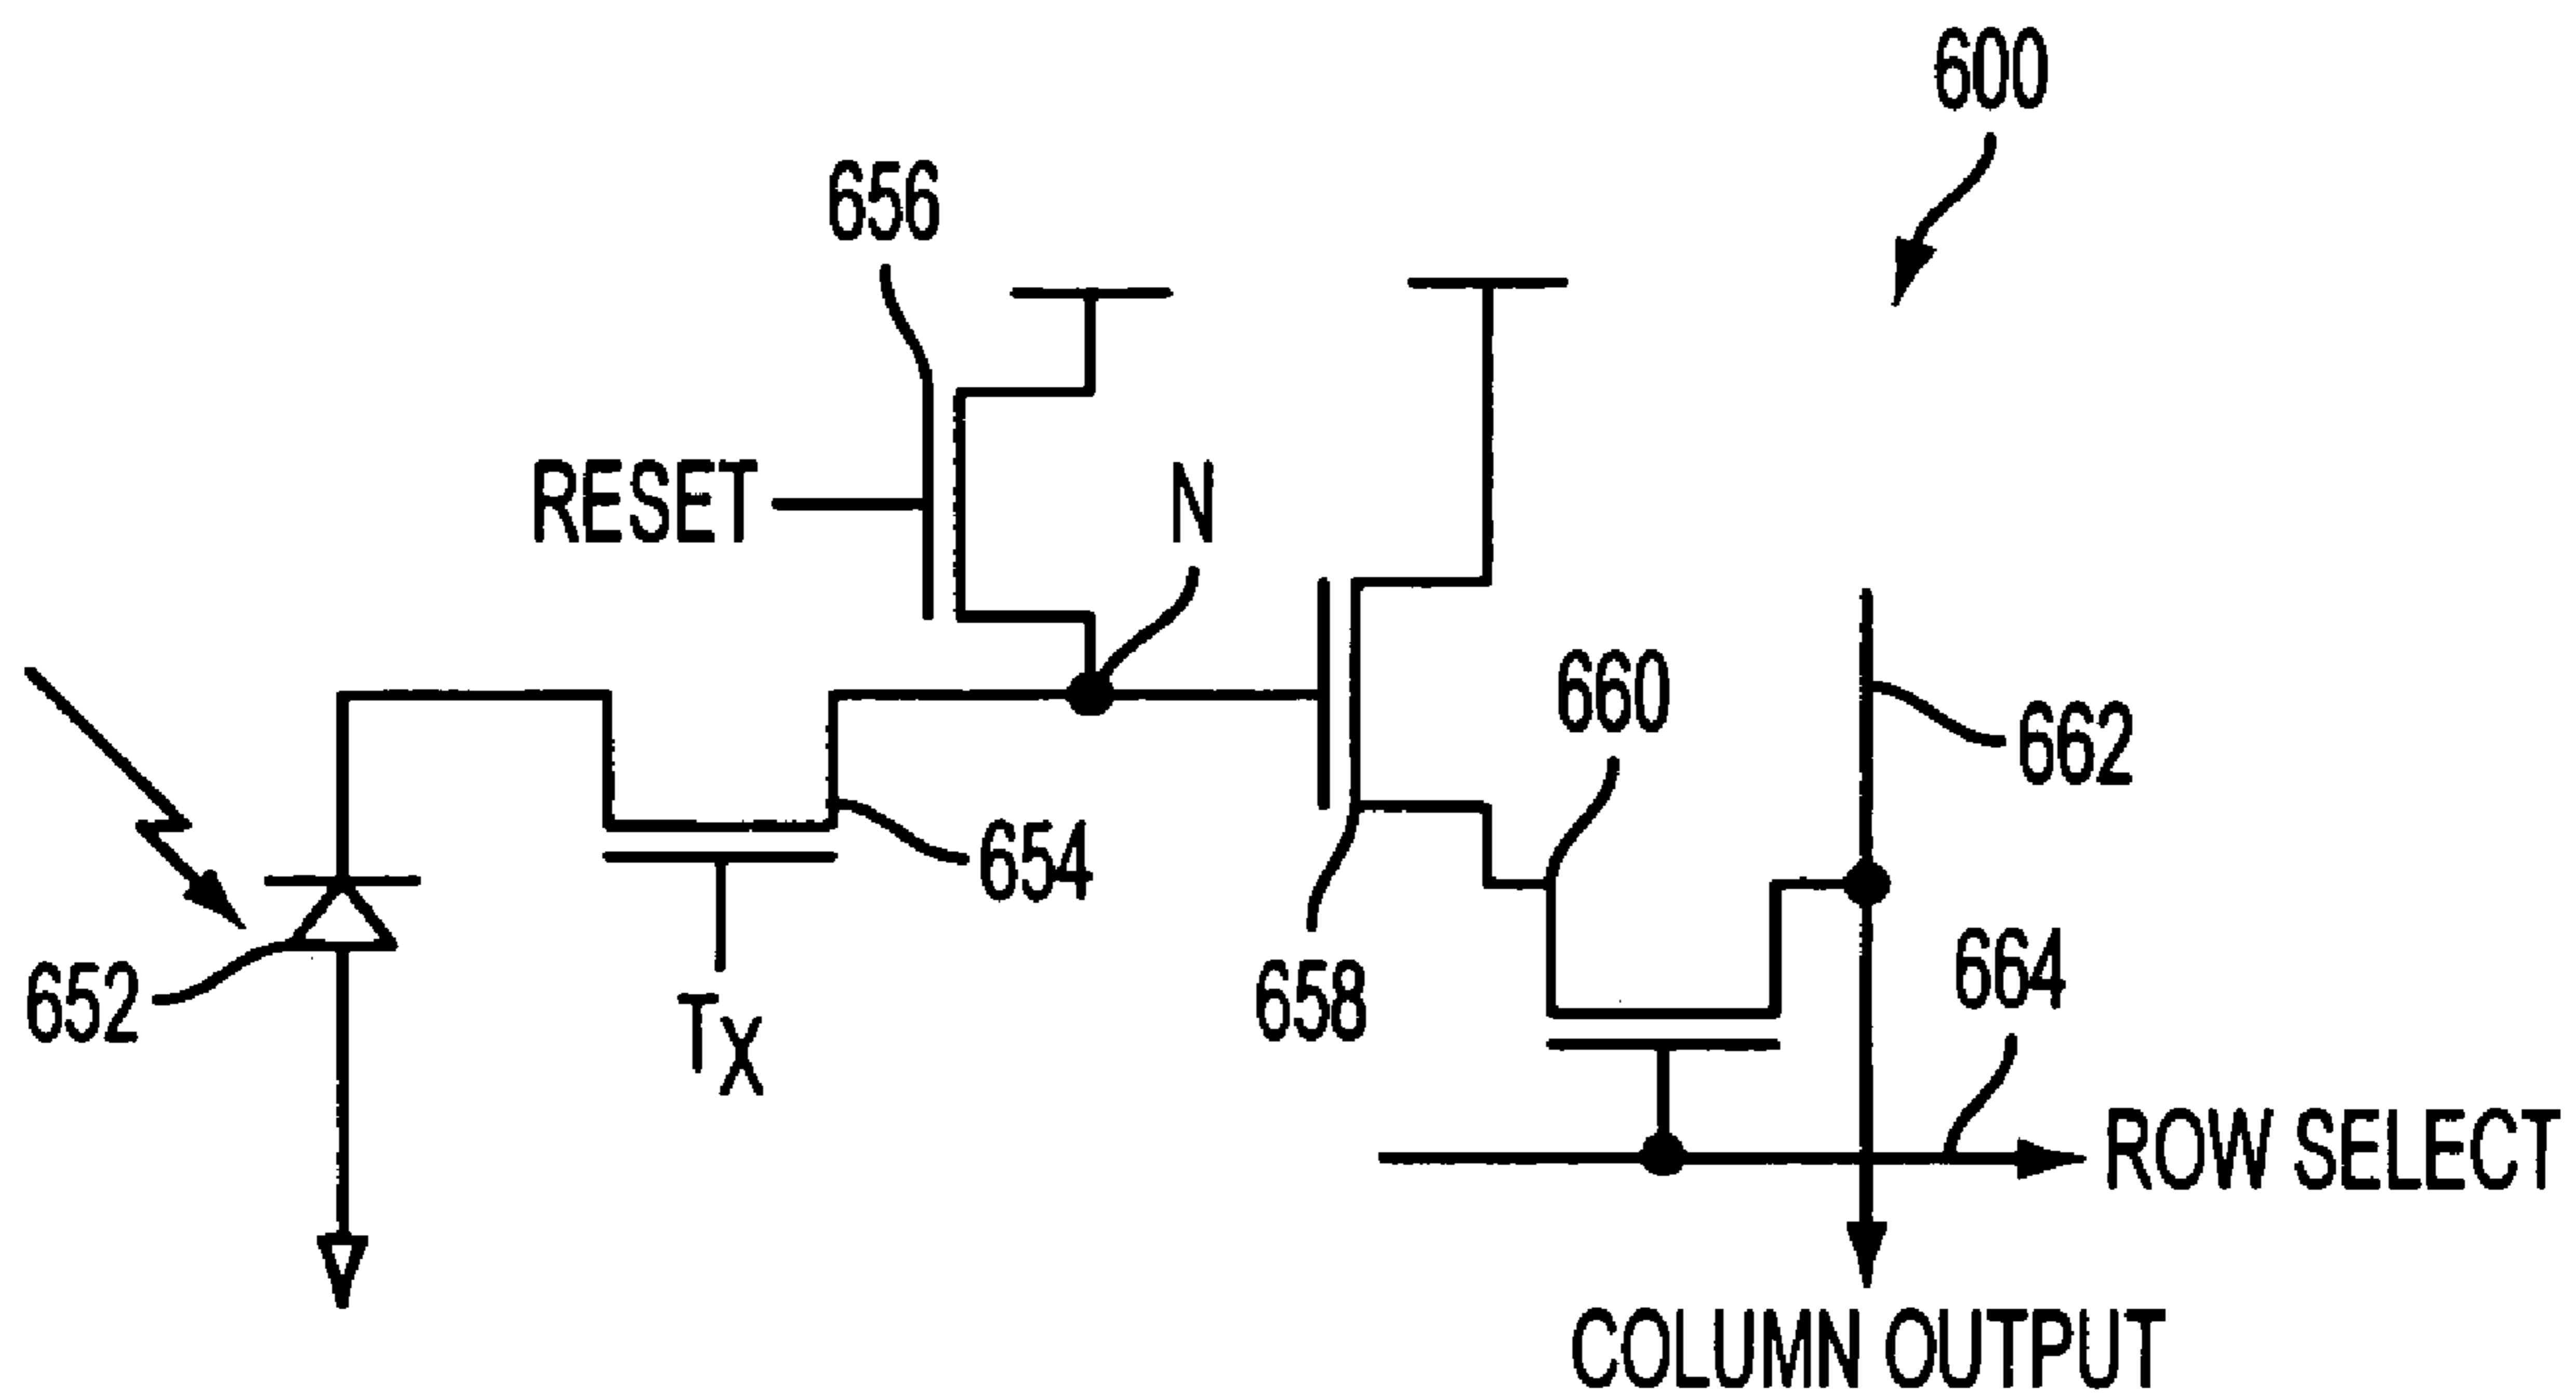 600
656
RESET
N
660
662
654
652
TX
658
664
ROW SELECT
COLUMN OUTPUT